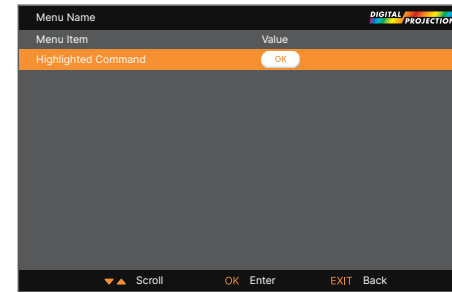 Menu Name
DIGITAL PROJECTION
Menu Item Value
Highlighted Command OK
Scroll OK Enter EXIT Back